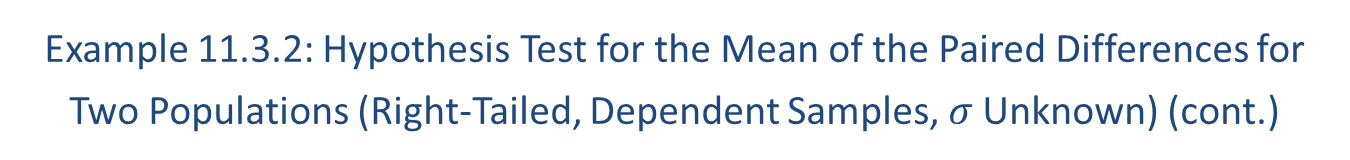 Example 11.3.2: Hypothesis Test for the Mean of the Paired Differences for
Two Populations (Right-Tailed, Dependent Samples, σ Unknown) (cont.)